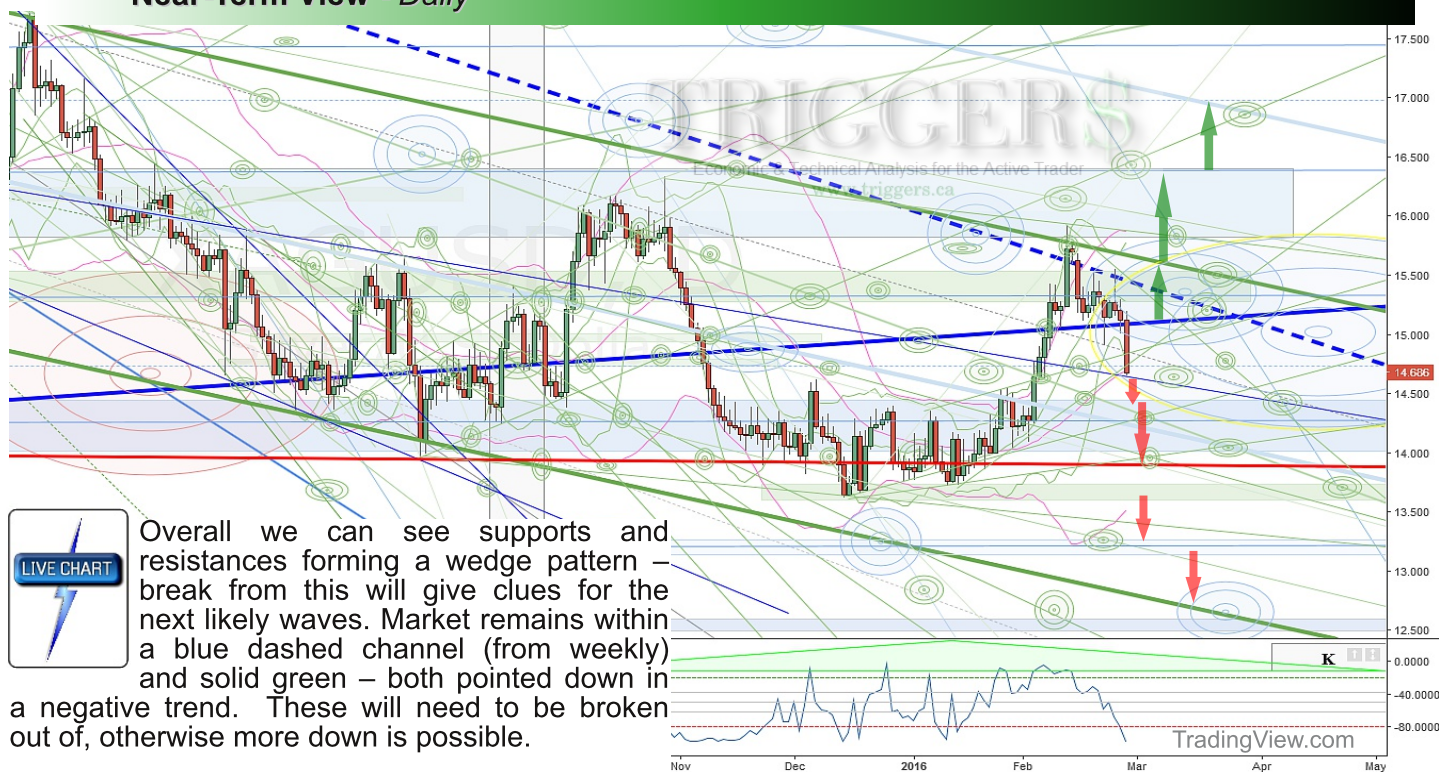 Near-Term View - Daily
TRIGGER$
Economic & Technical Analysis for the Active Trader
www.triggers.ca
17.500
17.000
16.500
16.000
15.500
15.000
14.686
14.500
14.000
13.500
13.000
12.500
LIVE CHART
Overall we can see supports and
resistances forming a wedge pattern –
break from this will give clues for the
next likely waves. Market remains within
a blue dashed channel (from weekly)
and solid green – both pointed down in
a negative trend. These will need to be broken
out of, otherwise more down is possible.
K
0.0000
-40.0000
-80.0000
TradingView.com
Nov Dec 2016 Feb Mar Apr May